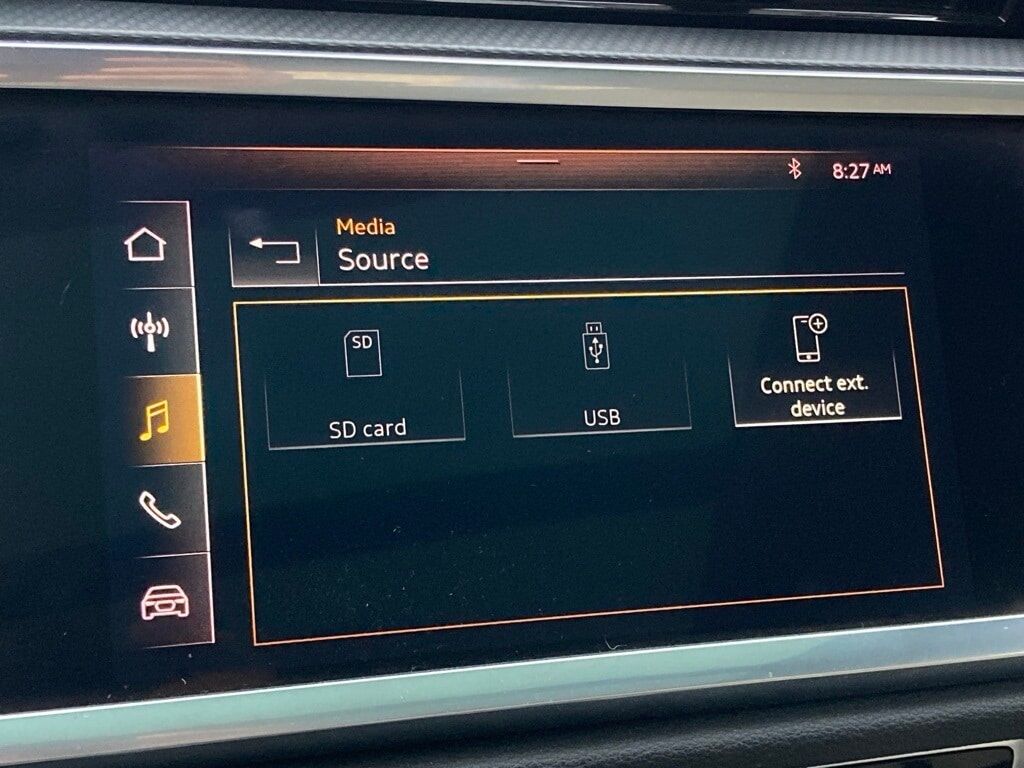 8:27 AM
Media
Source
SD
SD card
USB
Connect ext.
device